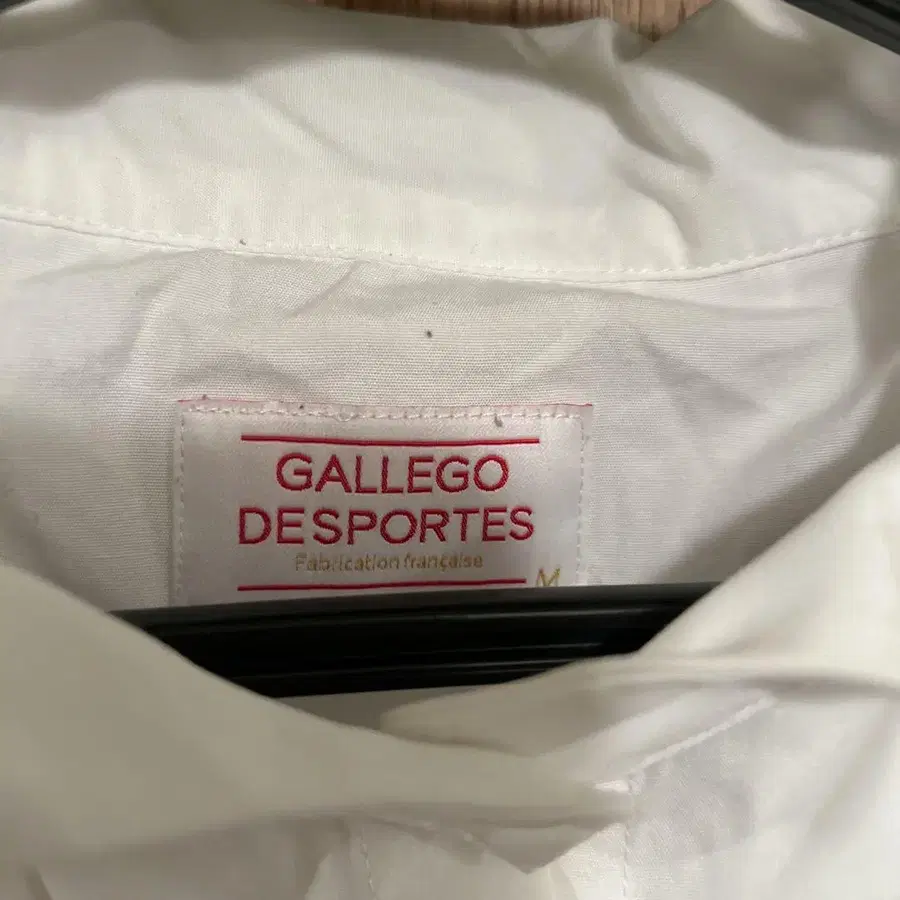 GALLEGO
DESPORTES
Fabrication française
M